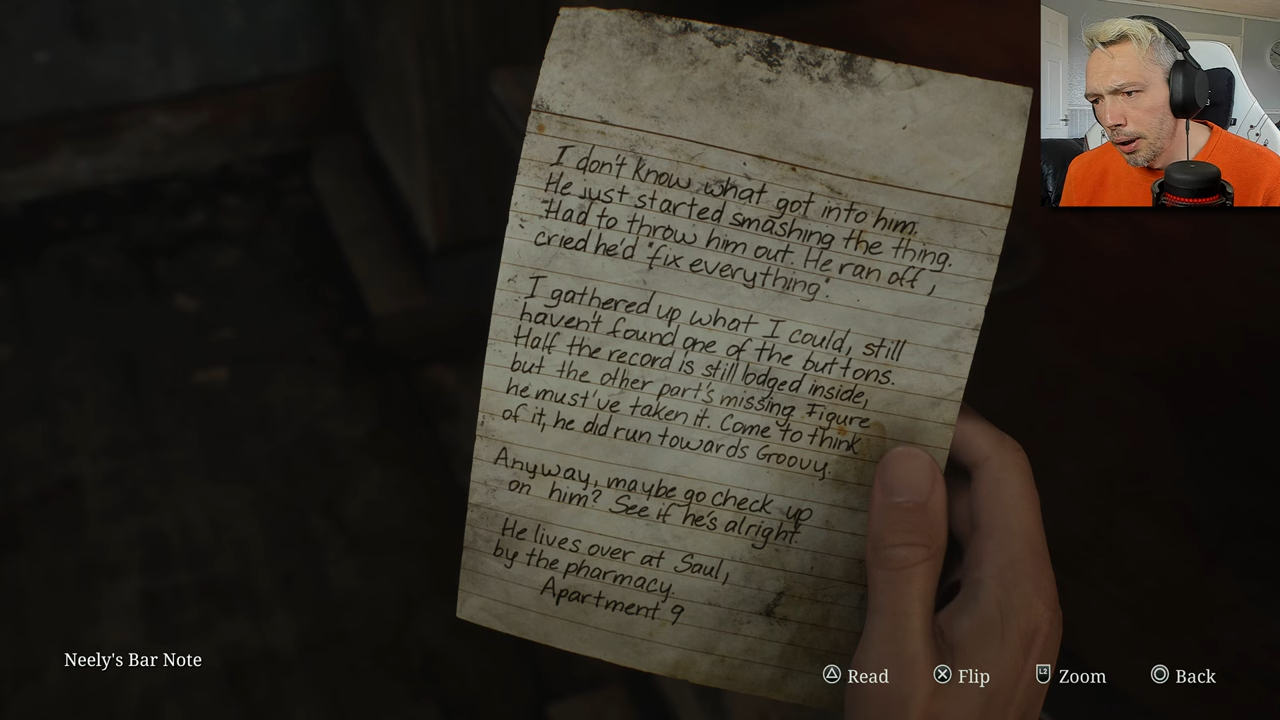 I don't know what got into him.
He just started smashing the thing.
Had to throw him out. He ran off,
cried he'd "fix everything".
I gathered up what I could, still
haven't found one of the buttons.
Half the record is still lodged inside,
but the other part's missing. Figure
he must've taken it. Come to think
of it, he did run towards Groovy.
Anyway, maybe go check up
on him? See if he's alright.
He lives over at Saul,
by the pharmacy.
Apartment 9
Neely's Bar Note
Read
Flip
L2
Zoom
Back